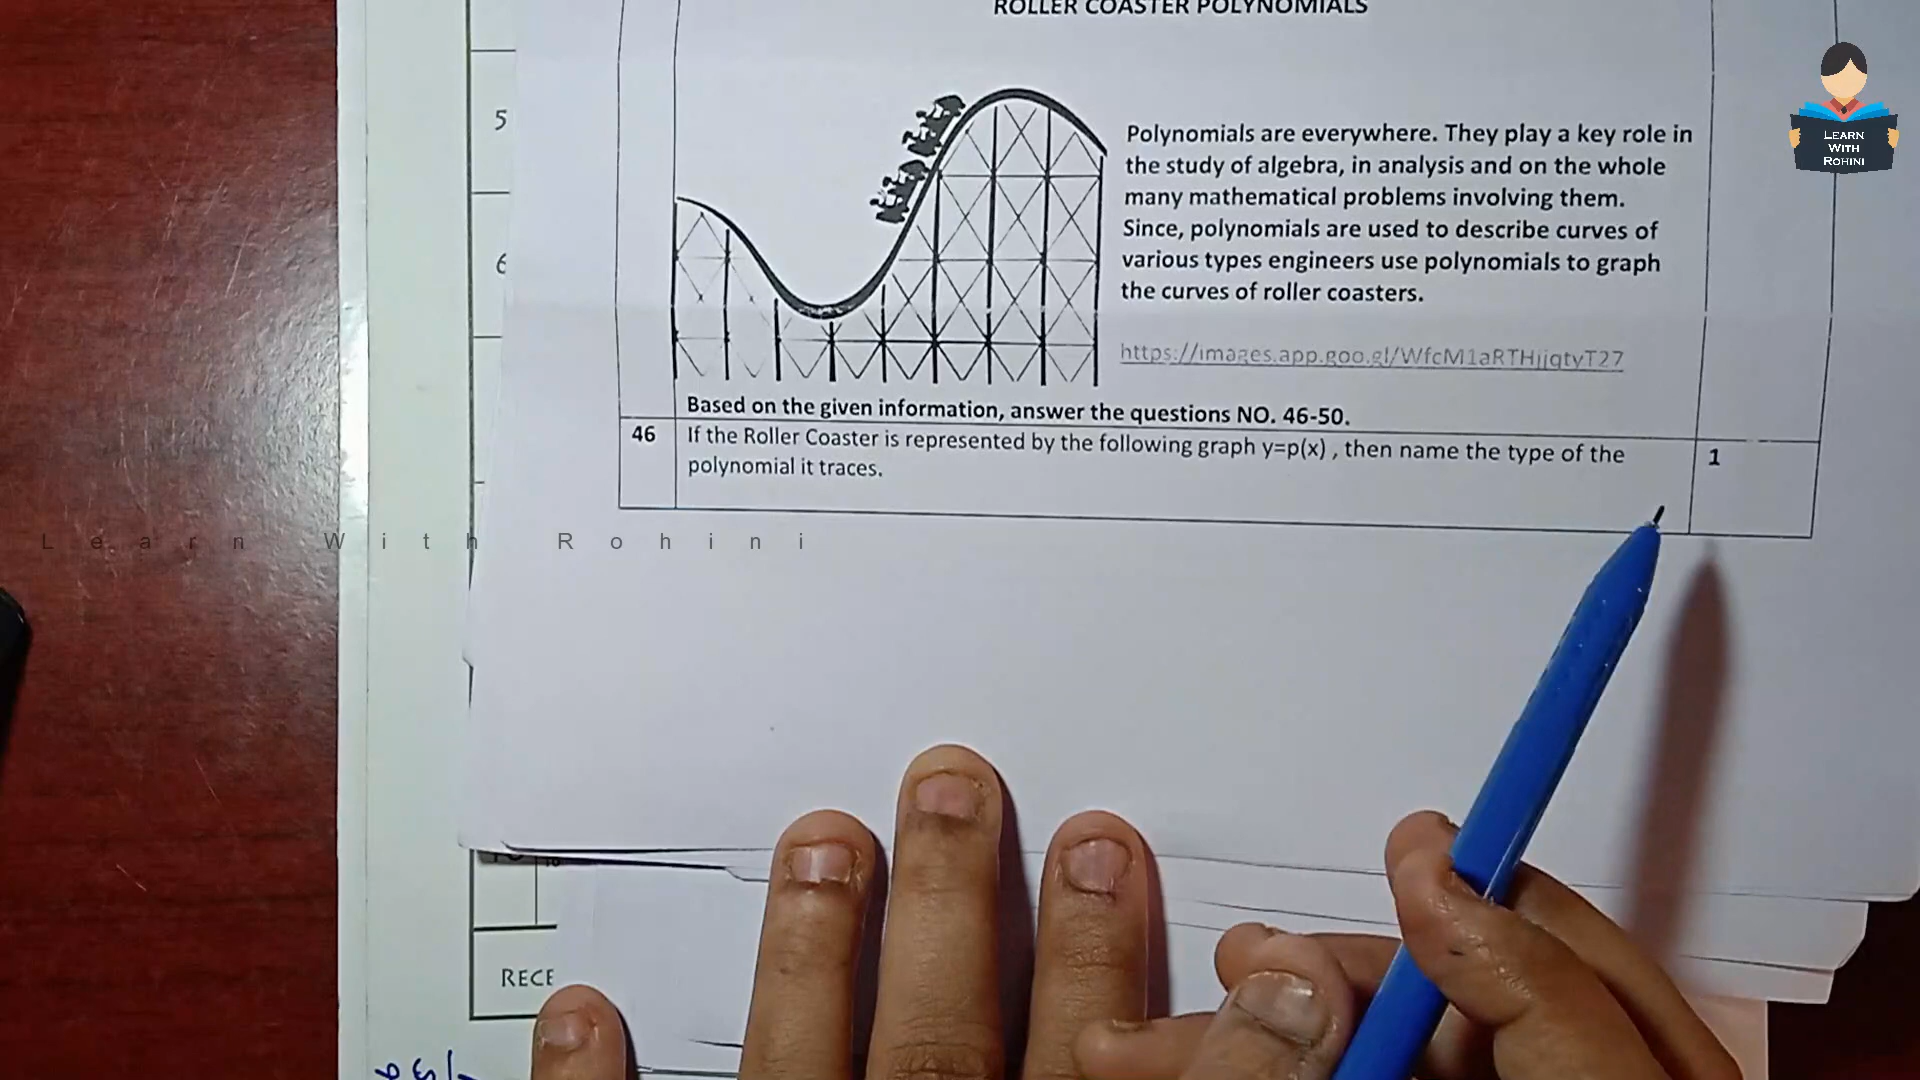 ROLLER COASTER POLYNOMIALS
Polynomials are everywhere. They play a key role in
the study of algebra, in analysis and on the whole
many mathematical problems involving them.
Since, polynomials are used to describe curves of
various types engineers use polynomials to graph
the curves of roller coasters.
https://images.app.goo.gl/WfcM1aRTHjjqtyT27
Based on the given information, answer the questions NO. 46-50.
46 If the Roller Coaster is represented by the following graph y=p(x) , then name the type of the 1
polynomial it traces.
LEARN
WITH
ROHINI
Learn With Rohini
5
6
RECE